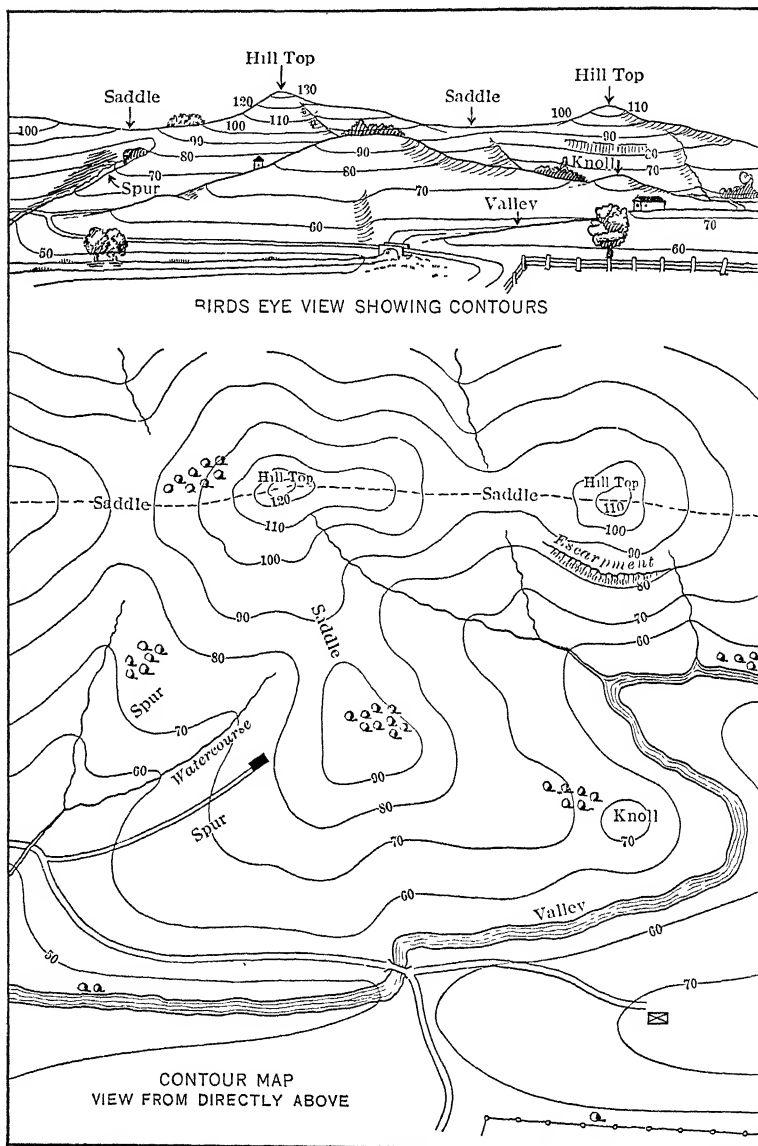 Hill Top
130
120
110
100
Saddle
100
90
80
70
Spur
90
80
70
60
50
Saddle
Hill Top
110
100
90
80
Knoll
70
Valley
70
60
BIRDS EYE VIEW SHOWING CONTOURS
Saddle
Hill Top
120
110
100
90
Saddle
Hill Top
110
100
90
Escarpment
80
70
60
Saddle
80
Spur
70
60
Watercourse
90
80
Spur
70
Knoll
70
60
Valley
60
50
70
CONTOUR MAP
VIEW FROM DIRECTLY ABOVE